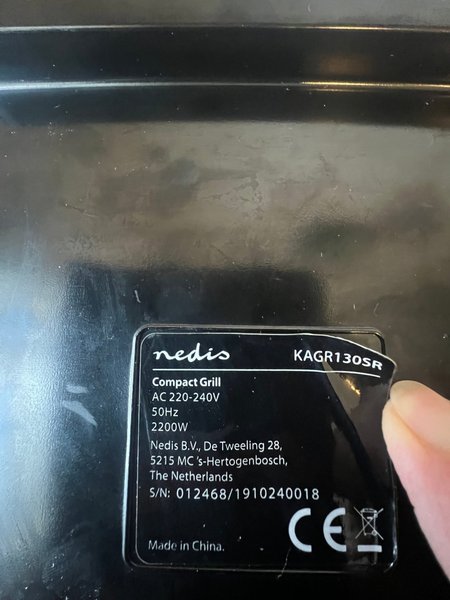 nedis KAGR130SR
Compact Grill
AC 220-240V
50Hz
2200W
Nedis B.V., De Tweeling 28,
5215 MC 's-Hertogenbosch,
The Netherlands
S/N: 012468/1910240018
CE
Made in China.